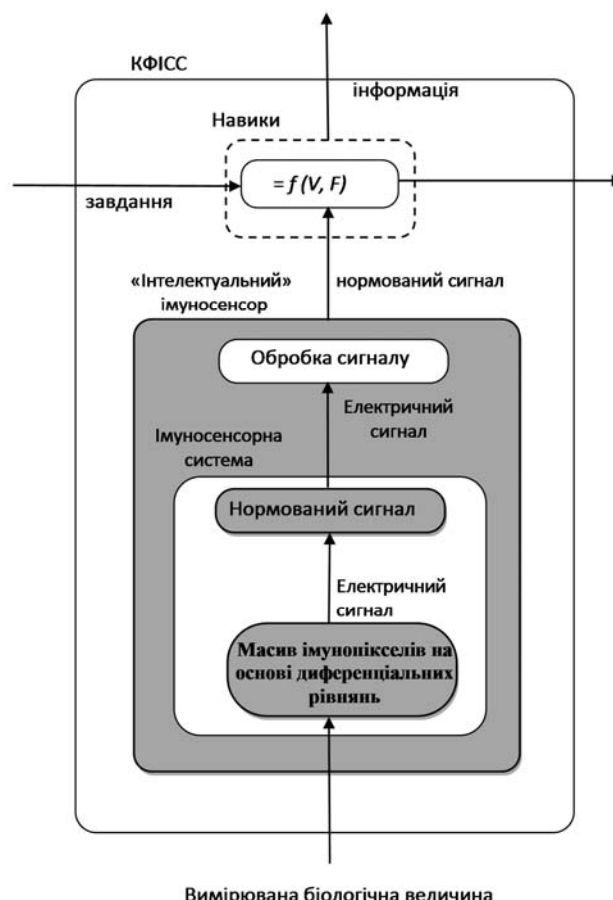 КФІСС
інформація
Навики
= f (V, F)
завдання
«Інтелектуальний»
імуносенсор
нормований сигнал
Обробка сигналу
Електричний
сигнал
Імуносенсорна
система
Нормований сигнал
Електричний
сигнал
Масив імунопікселів на
основі диференціальних
рівнянь
Вимірювана біологічна величина